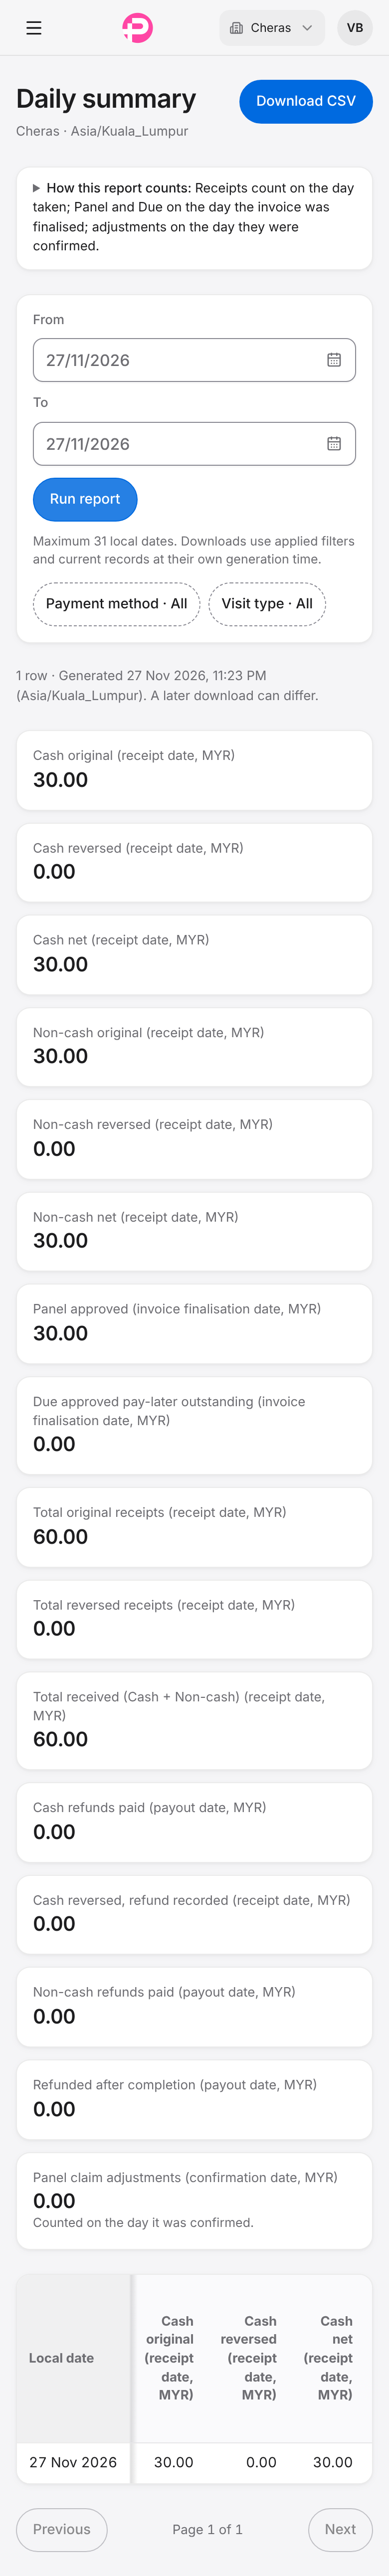 Cheras
VB
Daily summary
Download CSV
Cheras · Asia/Kuala_Lumpur
How this report counts: Receipts count on the day
taken; Panel and Due on the day the invoice was
finalised; adjustments on the day they were
confirmed.
From
27/11/2026
To
27/11/2026
Run report
Maximum 31 local dates. Downloads use applied filters
and current records at their own generation time.
Payment method · All
Visit type · All
1 row · Generated 27 Nov 2026, 11:23 PM
(Asia/Kuala_Lumpur). A later download can differ.
Cash original (receipt date, MYR)
30.00
Cash reversed (receipt date, MYR)
0.00
Cash net (receipt date, MYR)
30.00
Non-cash original (receipt date, MYR)
30.00
Non-cash reversed (receipt date, MYR)
0.00
Non-cash net (receipt date, MYR)
30.00
Panel approved (invoice finalisation date, MYR)
30.00
Due approved pay-later outstanding (invoice
finalisation date, MYR)
0.00
Total original receipts (receipt date, MYR)
60.00
Total reversed receipts (receipt date, MYR)
0.00
Total received (Cash + Non-cash) (receipt date,
MYR)
60.00
Cash refunds paid (payout date, MYR)
0.00
Cash reversed, refund recorded (receipt date, MYR)
0.00
Non-cash refunds paid (payout date, MYR)
0.00
Refunded after completion (payout date, MYR)
0.00
Panel claim adjustments (confirmation date, MYR)
0.00
Counted on the day it was confirmed.
Local date
Cash
original
(receipt
date,
MYR)
Cash
reversed
(receipt
date,
MYR)
Cash
net
(receipt
date,
MYR)
27 Nov 2026
30.00
0.00
30.00
Previous
Page 1 of 1
Next